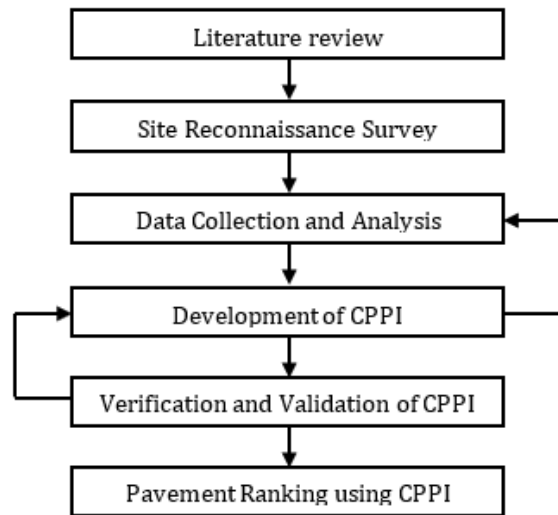 Literature review
Site Reconnaissance Survey
Data Collection and Analysis
Development of CPPI
Verification and Validation of CPPI
Pavement Ranking using CPPI